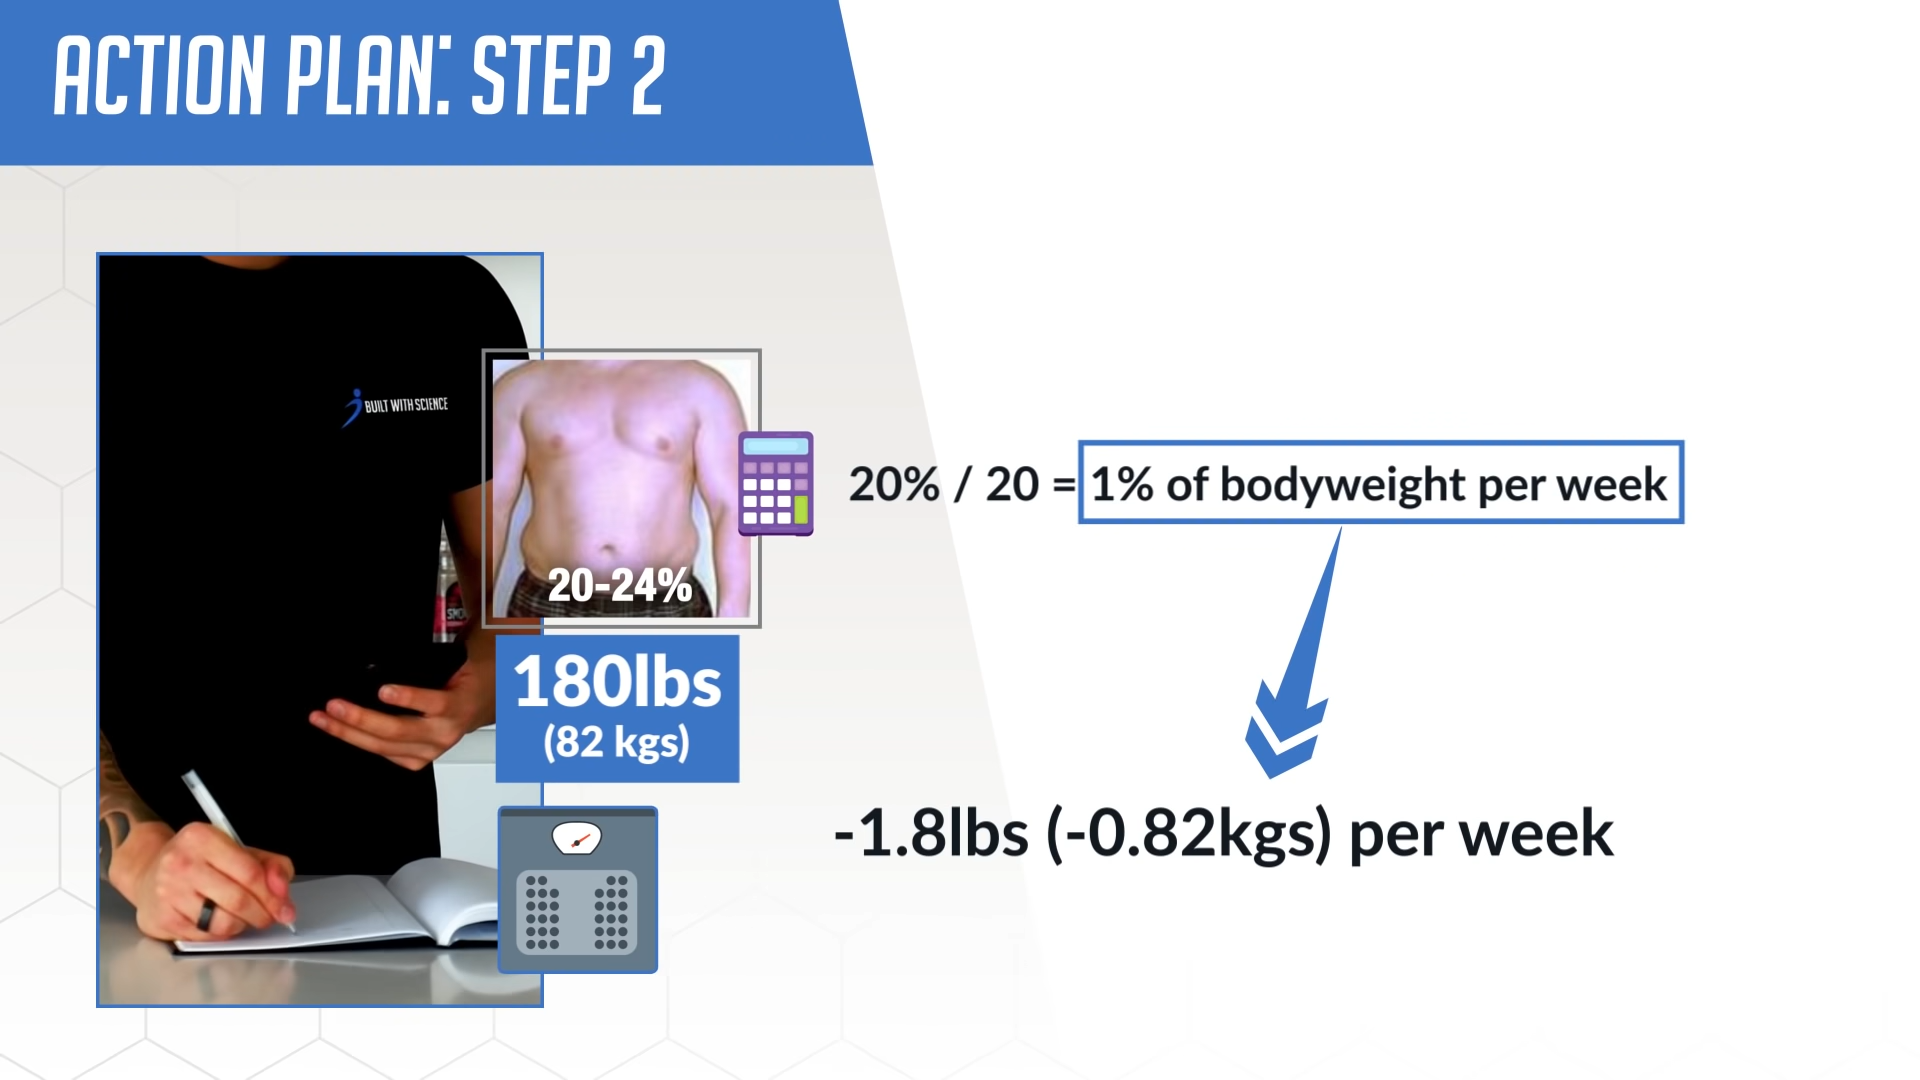 ACTION PLAN: STEP 2
BUILT WITH SCIENCE
20-24%
20% / 20 = 1% of bodyweight per week
180lbs
(82 kgs)
-1.8lbs (-0.82kgs) per week